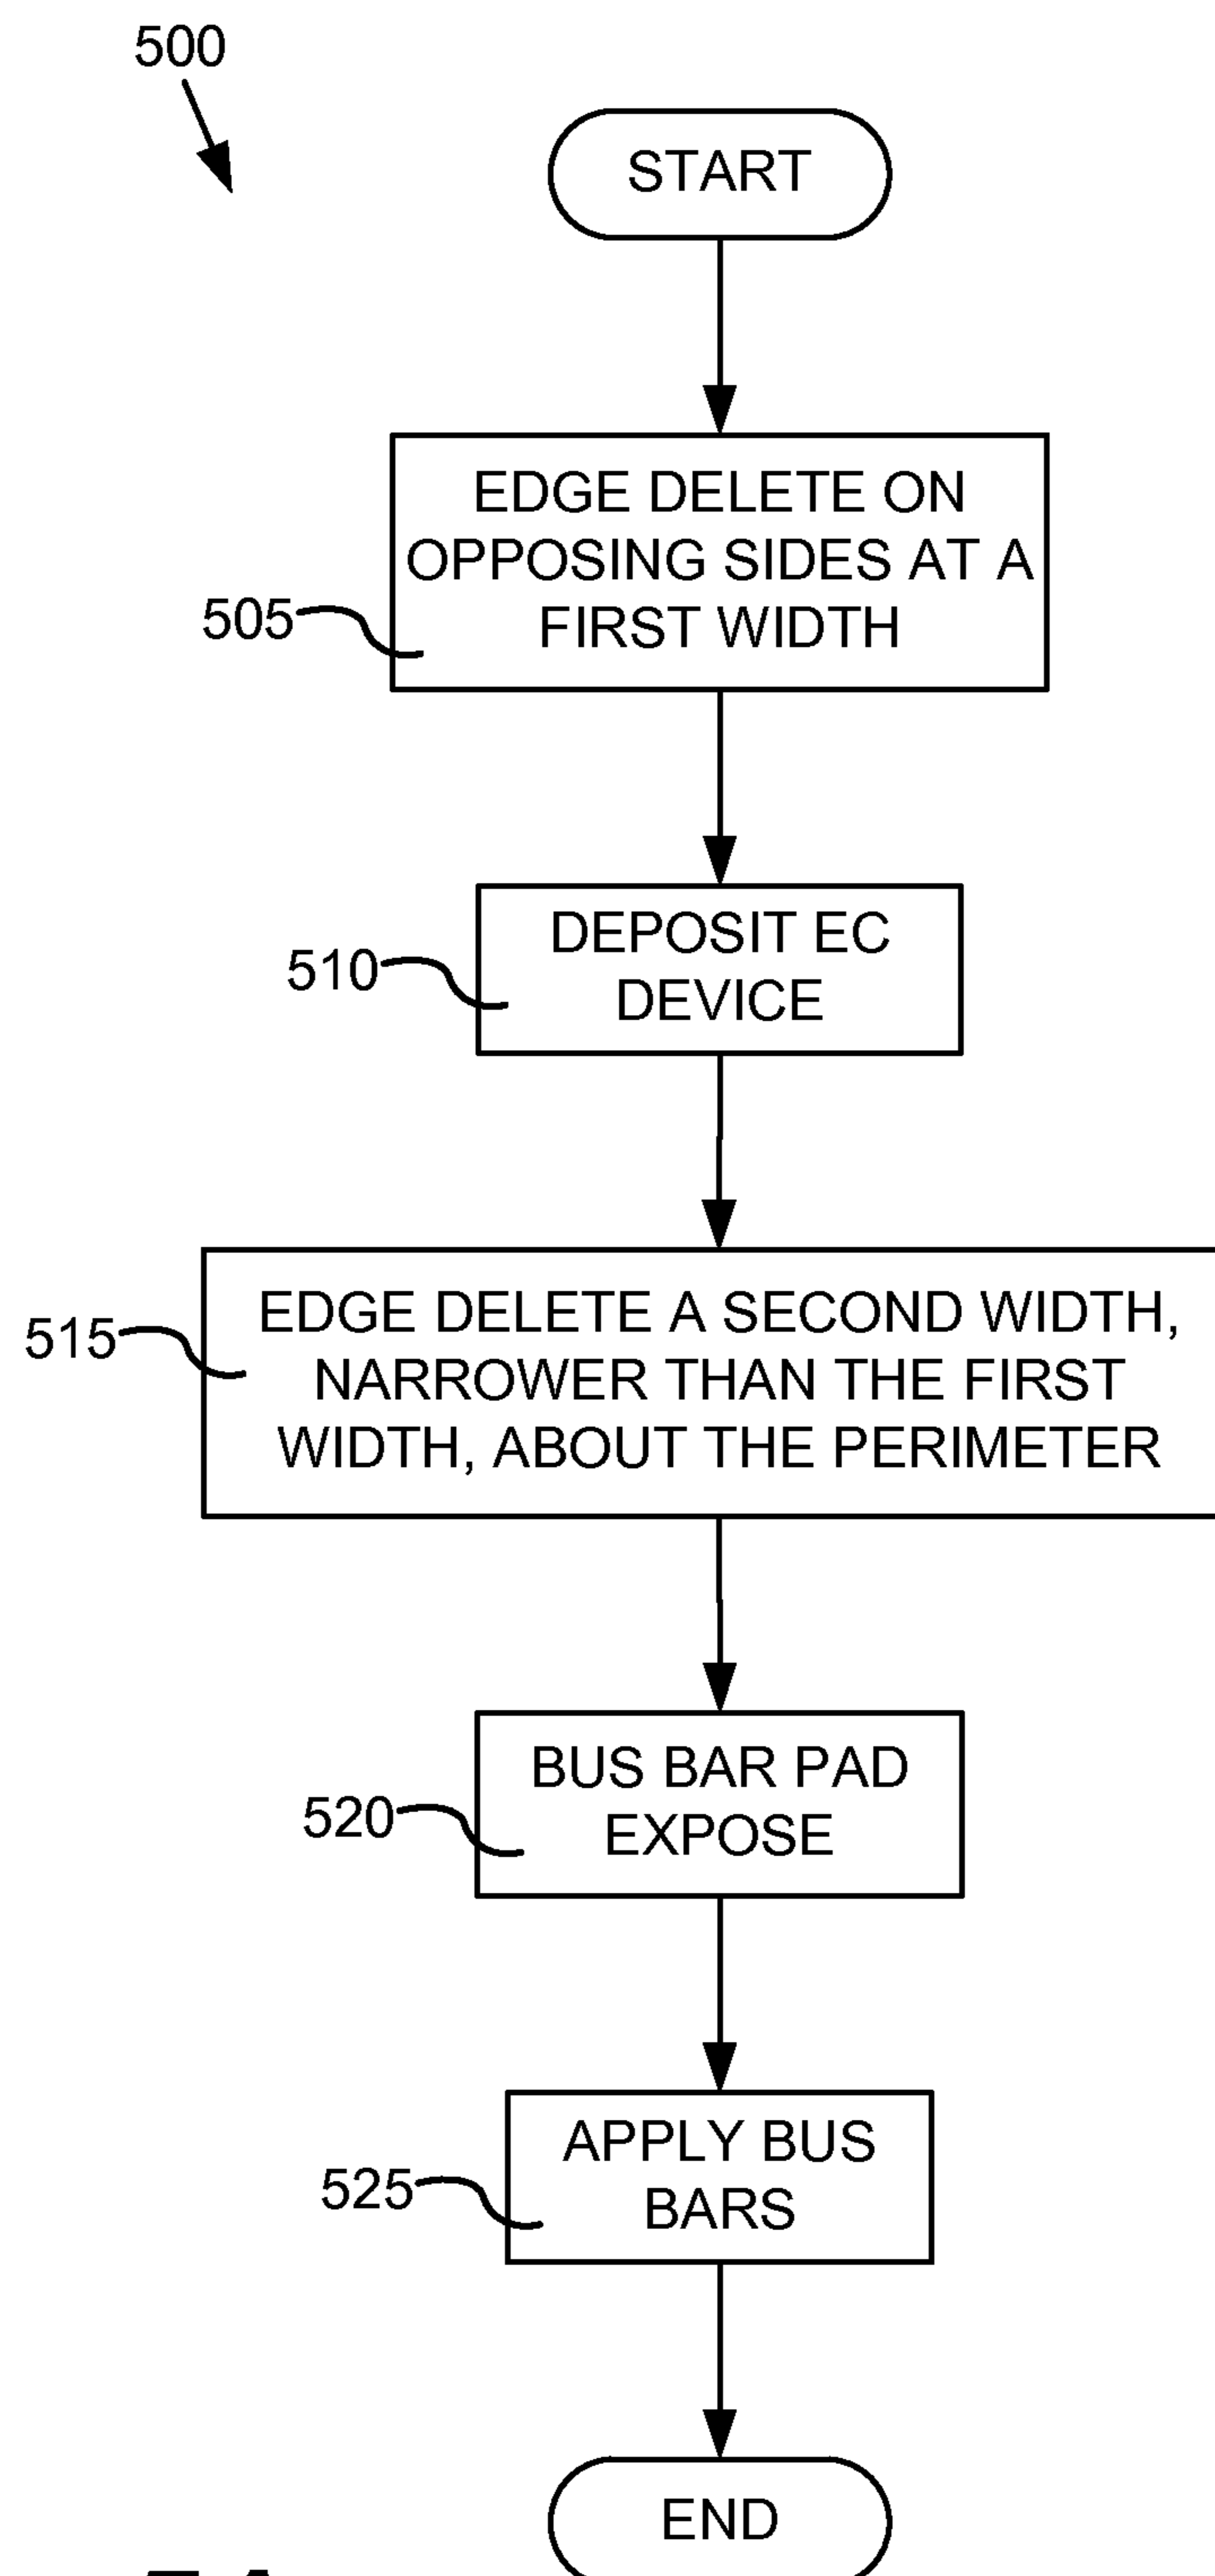 500
START
EDGE DELETE ON
OPPOSING SIDES AT A
FIRST WIDTH
505
DEPOSIT EC
DEVICE
510
EDGE DELETE A SECOND WIDTH,
NARROWER THAN THE FIRST
WIDTH, ABOUT THE PERIMETER
515
BUS BAR PAD
EXPOSE
520
APPLY BUS
BARS
525
END